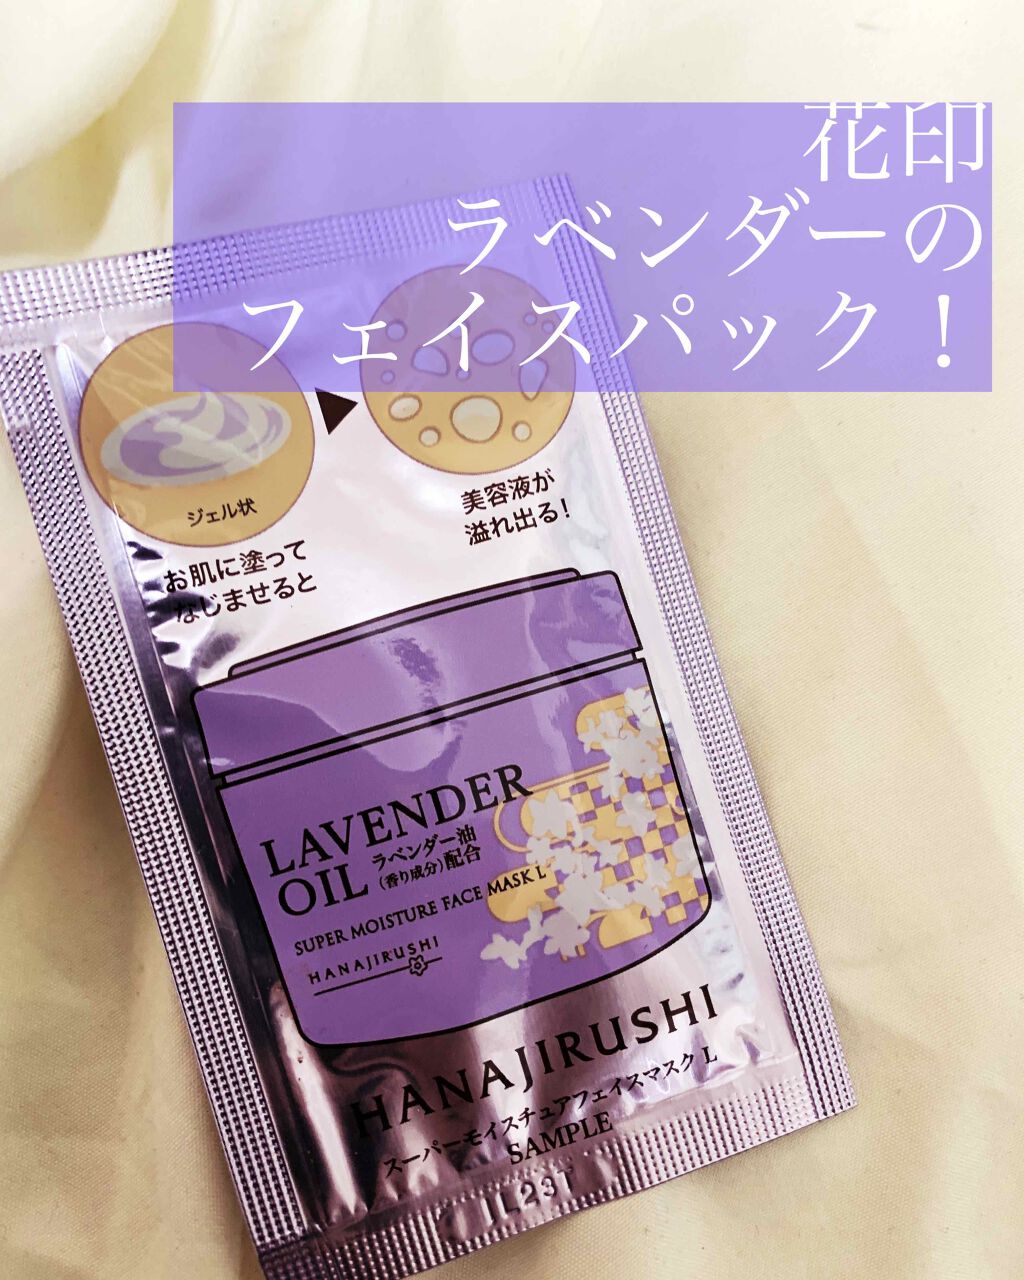 花印
ラベンダーの
フェイスパック！
ジェル状
お肌に塗って
なじませると
美容液が
溢れ出る！
LAVENDER
OIL
ラベンダー油
（香り成分）配合
SUPER MOISTURE FACE MASK L
HANAJIRUSHI
HANAJIRUSHI
スーパーモイスチュアフェイスマスク L
SAMPLE